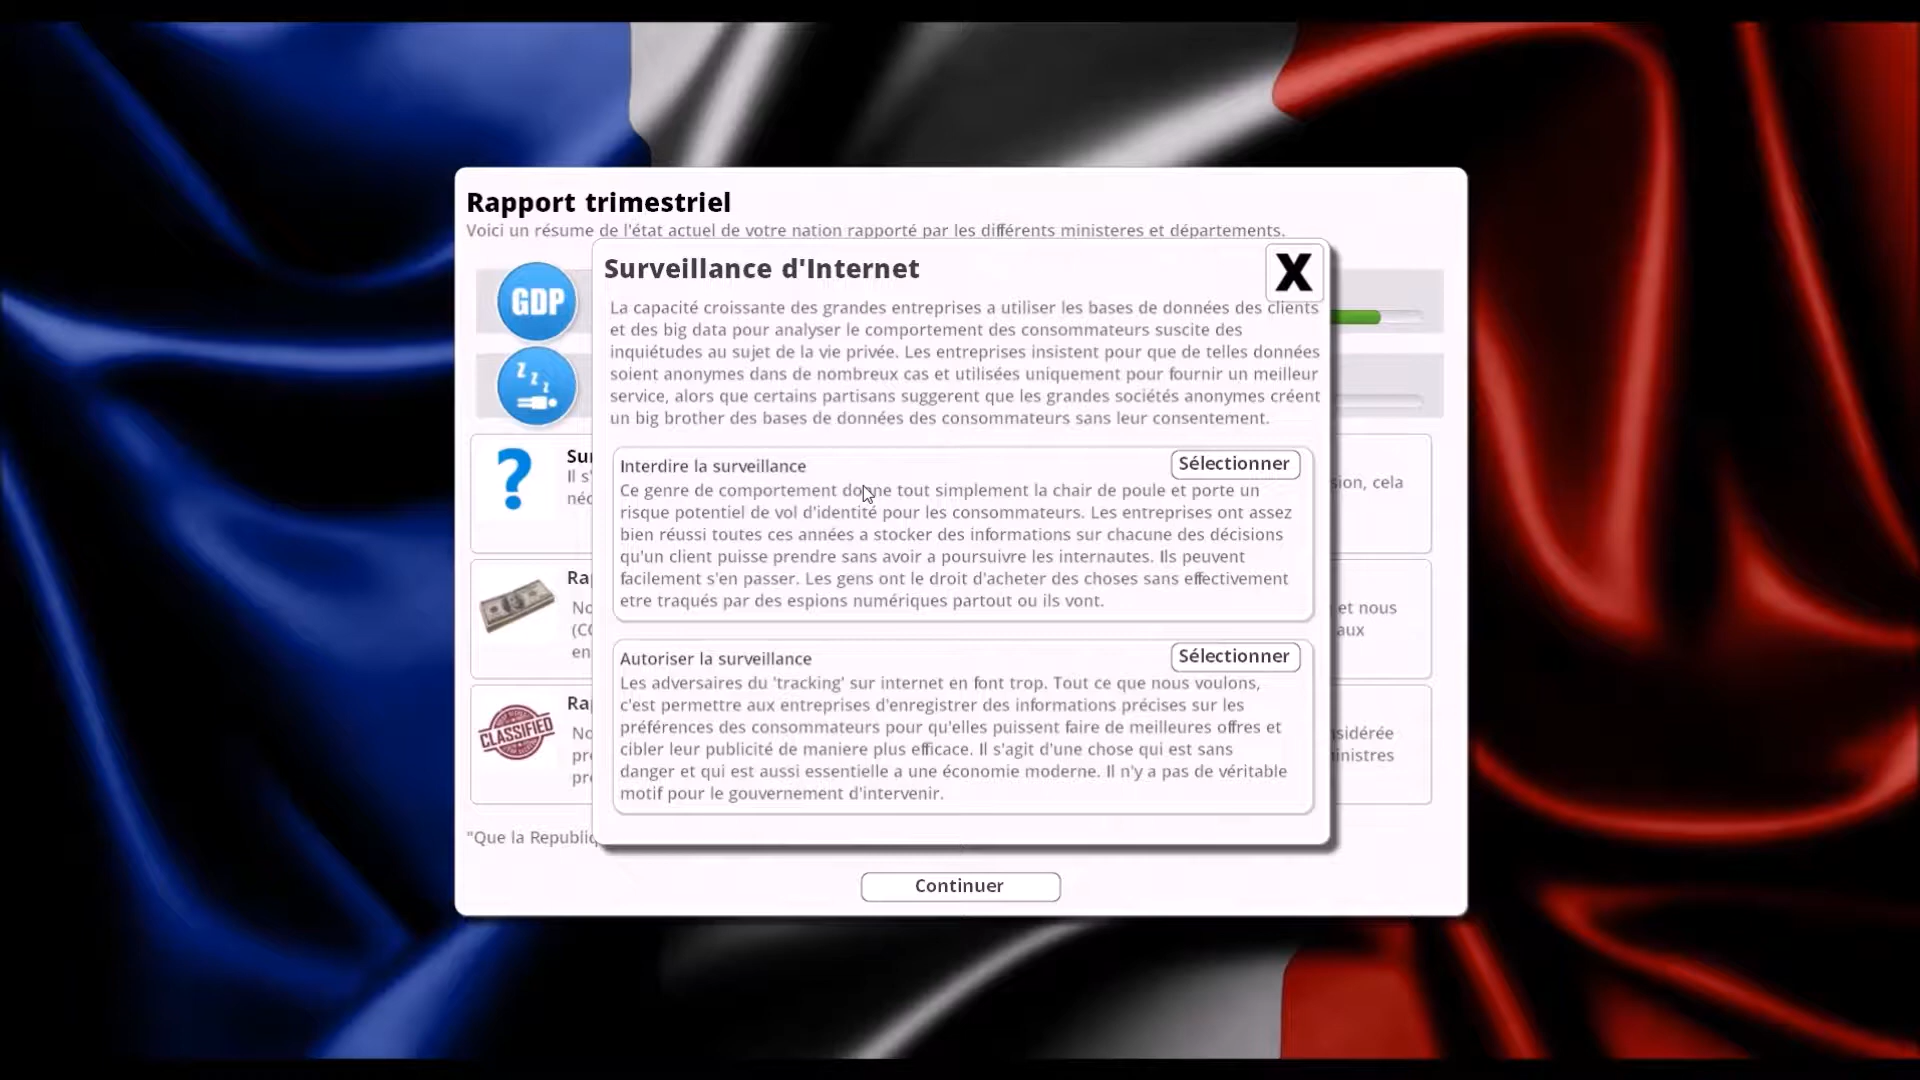 Rapport trimestriel
Voici un résume de l'état actuel de votre nation rapporté par les différents ministeres et départements.
GDP
z z z
Surveillance d'Internet
X
La capacité croissante des grandes entreprises a utiliser les bases de données des clients
et des big data pour analyser le comportement des consommateurs suscite des
inquiétudes au sujet de la vie privée. Les entreprises insistent pour que de telles données
soient anonymes dans de nombreux cas et utilisées uniquement pour fournir un meilleur
service, alors que certains partisans suggerent que les grandes sociétés anonymes créent
un big brother des bases de données des consommateurs sans leur consentement.
Interdire la surveillance
Sélectionner
Ce genre de comportement donne tout simplement la chair de poule et porte un
risque potentiel de vol d'identité pour les consommateurs. Les entreprises ont assez
bien réussi toutes ces années a stocker des informations sur chacune des décisions
qu'un client puisse prendre sans avoir a poursuivre les internautes. Ils peuvent
facilement s'en passer. Les gens ont le droit d'acheter des choses sans effectivement
etre traqués par des espions numériques partout ou ils vont.
Autoriser la surveillance
Sélectionner
Les adversaires du 'tracking' sur internet en font trop. Tout ce que nous voulons,
c'est permettre aux entreprises d'enregistrer des informations précises sur les
préférences des consommateurs pour qu'elles puissent faire de meilleures offres et
cibler leur publicité de maniere plus efficace. Il s'agit d'une chose qui est sans
danger et qui est aussi essentielle a une économie moderne. Il n'y a pas de véritable
motif pour le gouvernement d'intervenir.
?
Sur
Il s'
néc
sion, cela
Rap
No
(CO
en
et nous
aux
CLASSIFIED
Rap
No
pré
pro
sidérée
inistres
"Que la Republiq
Continuer